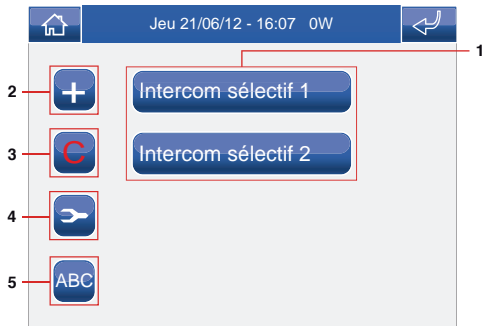 Jeu 21/06/12 - 16:07 0W
1
2
Intercom sélectif 1
3
C
Intercom sélectif 2
4
5
ABC